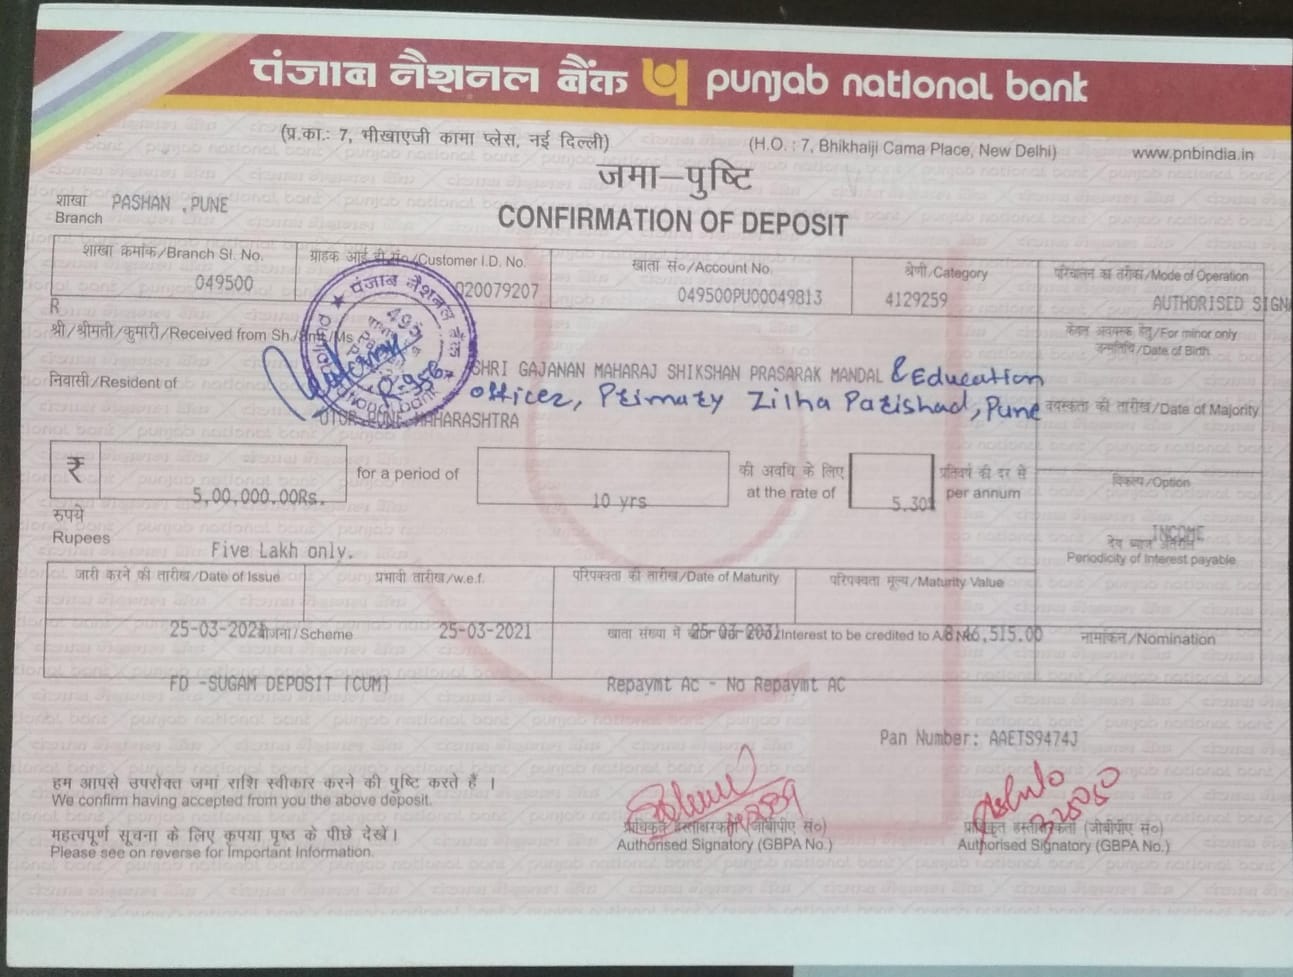 पंजाब नैशनल बैंक punjab national bank
(प्र.का.: 7, भीखाएजी कामा प्लेस, नई दिल्ली) (H.O. : 7, Bhikhaiji Cama Place, New Delhi) www.pnbindia.in
जमा-पुष्टि
CONFIRMATION OF DEPOSIT
शाखा PASHAN ,PUNE
Branch
शाखा क्रमांक/Branch Sl. No. ग्राहक आई डी सं०/Customer I.D. No. खाता सं०/Account No. श्रेणी/Category परिचालन का तरीका/Mode of Operation
049500 020079207 049500PU00049813 4129259 AUTHORISED SIGN
R
श्री/श्रीमती/कुमारी/Received from Sh./Smt./Ms केवल अवयस्क हेतु/For minor only
जन्मतिथि/Date of Birth
SHRI GAJANAN MAHARAJ SHIKSHAN PRASARAK MANDAL & Education
निवासी/Resident of officer, Primary Zilha Parishad, Pune वयस्कता की तारीख/Date of Majority
PUNE MAHARASHTRA
पंजाब नैशनल बैंक
495
R-956
₹ 5,00,000.00Rs. for a period of 10 yrs की अवधि के लिए at the rate of 5.30% प्रतिवर्ष की दर से per annum विकल्प/Option
रुपये
Rupees Five Lakh only. INCOME
देय ब्याज
Periodicity of Interest payable
जारी करने की तारीख/Date of Issue प्रभावी तारीख/w.e.f. परिपक्वता की तारीख/Date of Maturity परिपक्वता मूल्य/Maturity Value
25-03-2021 योजना/Scheme 25-03-2021 खाता संख्या में 25-03-2031 Interest to be credited to A/c No. 8,46,515.00 नामांकन/Nomination
FD -SUGAM DEPOSIT (CUM) Repaymt Ac - No Repaymt AC
Pan Number: AAETS9474J
हम आपसे उपरोक्त जमा राशि स्वीकार करने की पुष्टि करते हैं ।
We confirm having accepted from you the above deposit.
महत्वपूर्ण सूचना के लिए कृपया पृष्ठ के पीछे देखें।
Please see on reverse for Important Information.
प्राधिकृत हस्ताक्षरकर्ता (जीबीपीए सं०) प्राधिकृत हस्ताक्षरकर्ता (जीबीपीए सं०)
Authorised Signatory (GBPA No.) Authorised Signatory (GBPA No.)